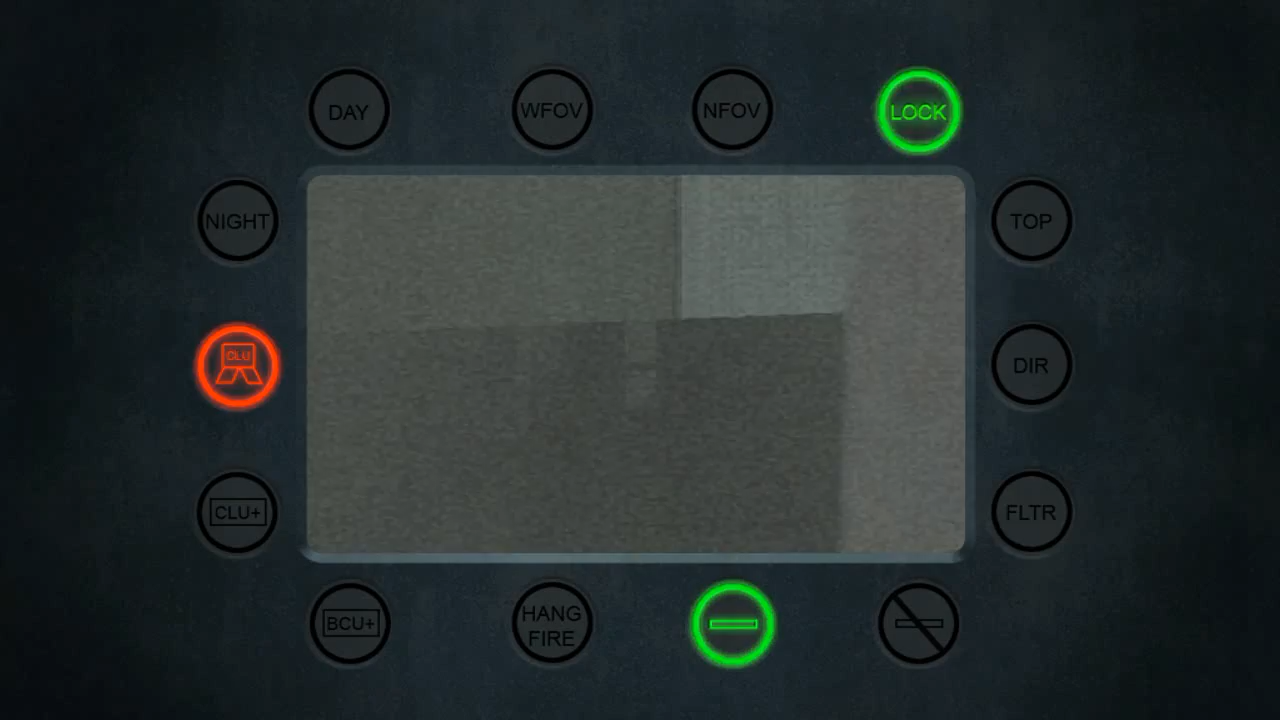 DAY
WFOV
NFOV
LOCK
NIGHT
TOP
CLU
DIR
CLU+
FLTR
BCU+
HANG
FIRE